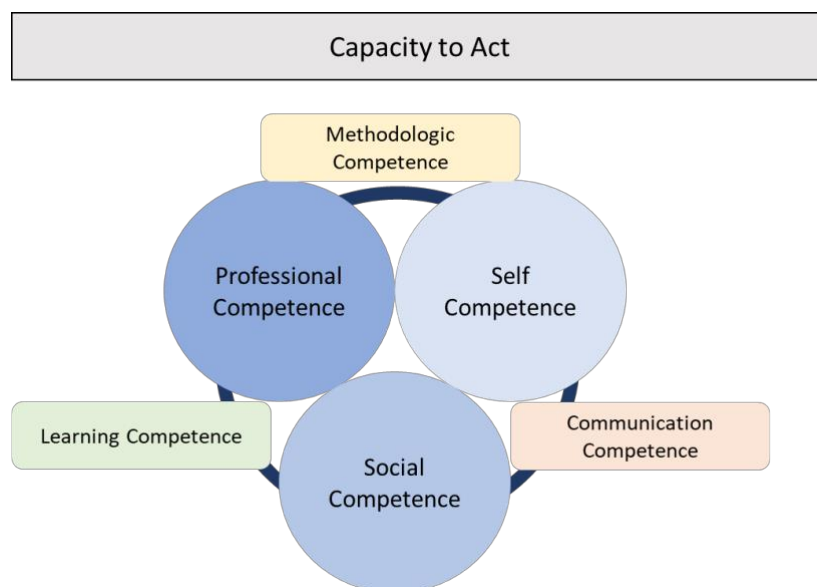 Capacity to Act
Methodologic
Competence
Professional
Competence
Self
Competence
Learning Competence
Communication
Competence
Social
Competence